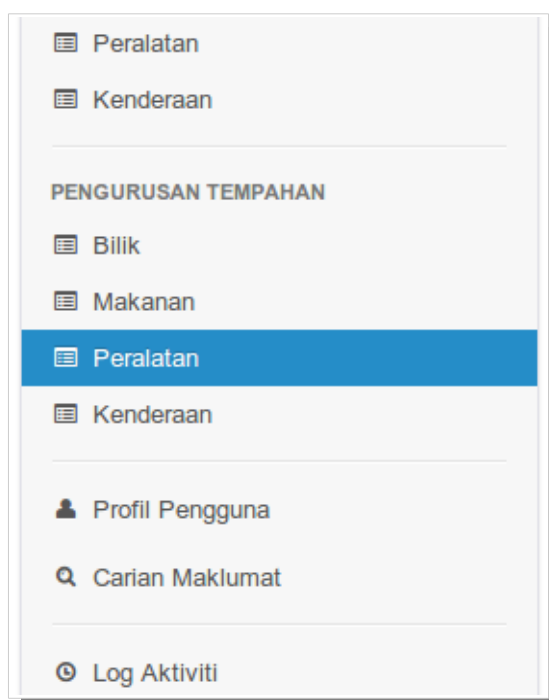 Peralatan
Kenderaan
PENGURUSAN TEMPAHAN
Bilik
Makanan
Peralatan
Kenderaan
Profil Pengguna
Carian Maklumat
Log Aktiviti